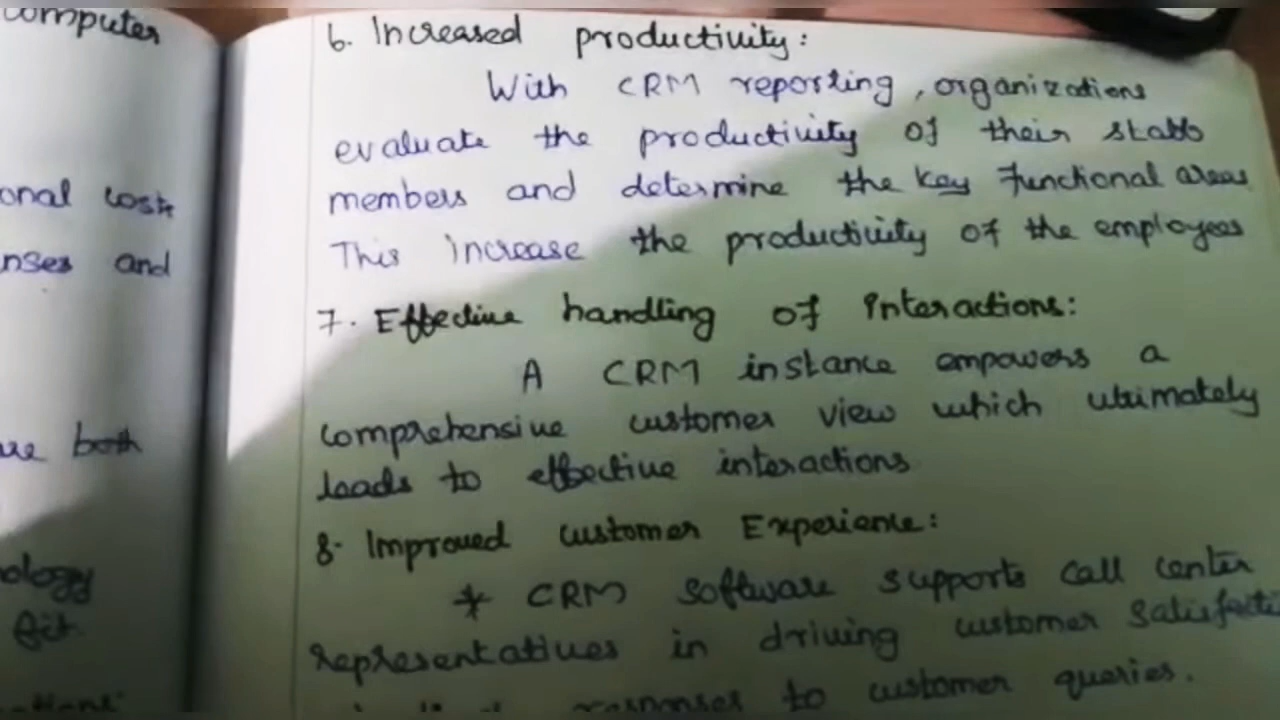 computer
onal cost
nses and
both
ology
fit
6. Increased productivity:
With CRM reporting, organizations
evaluate the productivity of their staff
members and determine the key functional areas
This increase the productivity of the employees
7. Effective handling of Interactions:
A CRM instance empowers a
comprehensive customer view which ultimately
leads to effective interactions
8. Improved customer Experience:
* CRM software supports call center
representatives in driving customer satisfacti
responses to customer queries.